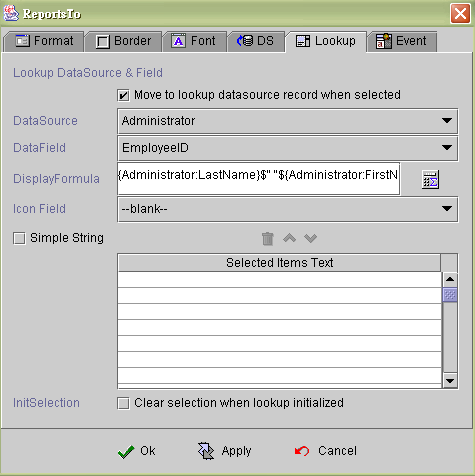 ReportsTo
Format Border Font DS Lookup Event
Lookup DataSource & Field
Move to lookup datasource record when selected
DataSource Administrator
DataField EmployeeID
DisplayFormula {Administrator:LastName}$" "${Administrator:FirstN
Icon Field --blank--
Simple String
Selected Items Text
InitSelection Clear selection when lookup initialized
Ok Apply Cancel